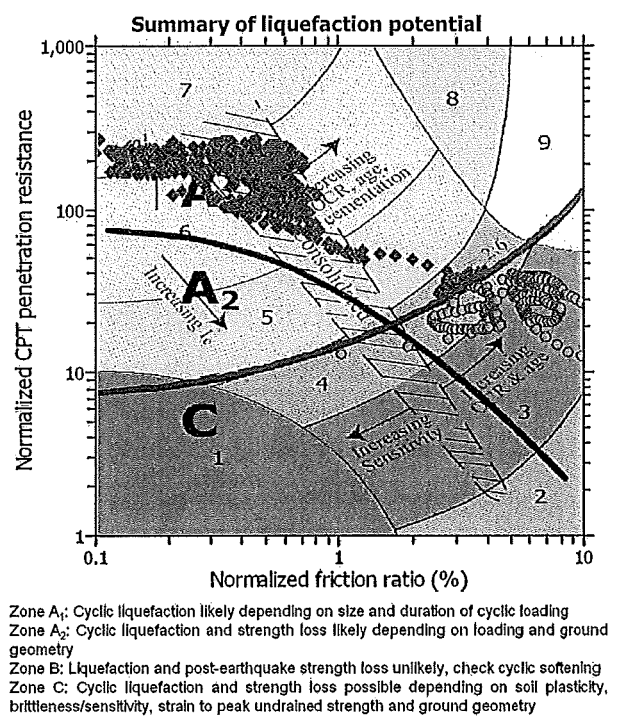 Summary of liquefaction potential
1,000
7
8
9
Increasing
OCR, age,
cementation
Normalized CPT penetration resistance
100
A
6
2.6
A2
Increasing Ic
5
10
4
Increasing
OCR & age
C
1
Increasing
Sensitivity
3
2
1
0.1
1
10
Normalized friction ratio (%)
Zone A1: Cyclic liquefaction likely depending on size and duration of cyclic loading
Zone A2: Cyclic liquefaction and strength loss likely depending on loading and ground
geometry
Zone B: Liquefaction and post-earthquake strength loss unlikely, check cyclic softening
Zone C: Cyclic liquefaction and strength loss possible depending on soil plasticity,
brittleness/sensitivity, strain to peak undrained strength and ground geometry